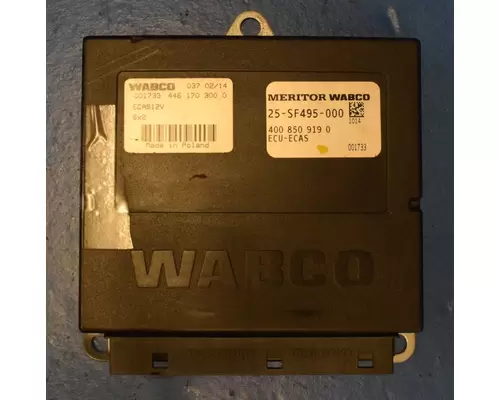 WABCO 037 02/14
001733 446 170 300 0
ECAS12V
6x2
Made in Poland
MERITOR WABCO
25-SF495-000
1014
400 850 919 0
ECU-ECAS
001733
WABCO